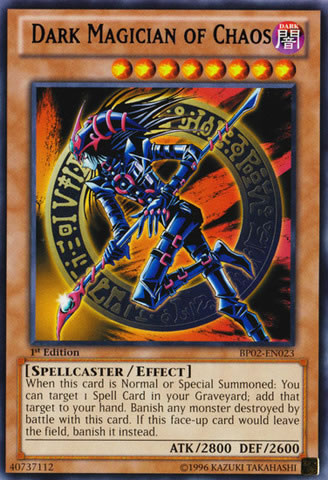 DARK MAGICIAN OF CHAOS
DARK
闇
1st Edition
BP02-EN023
[SPELLCASTER / EFFECT]
When this card is Normal or Special Summoned: You
can target 1 Spell Card in your Graveyard; add that
target to your hand. Banish any monster destroyed by
battle with this card. If this face-up card would leave
the field, banish it instead.
ATK/2800 DEF/2600
40737112
©1996 KAZUKI TAKAHASHI